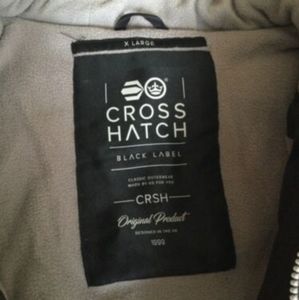 X LARGE
CROSS
HATCH
BLACK LABEL
CLASSIC OUTERWEAR
MADE BY US FOR YOU
CRSH
Original Product
DESIGNED IN THE UK
1999